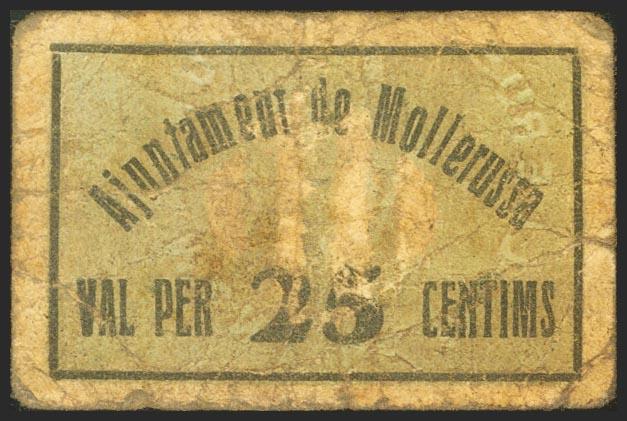 Ajuntament de Mollerussa
VAL PER 25 CENTIMS